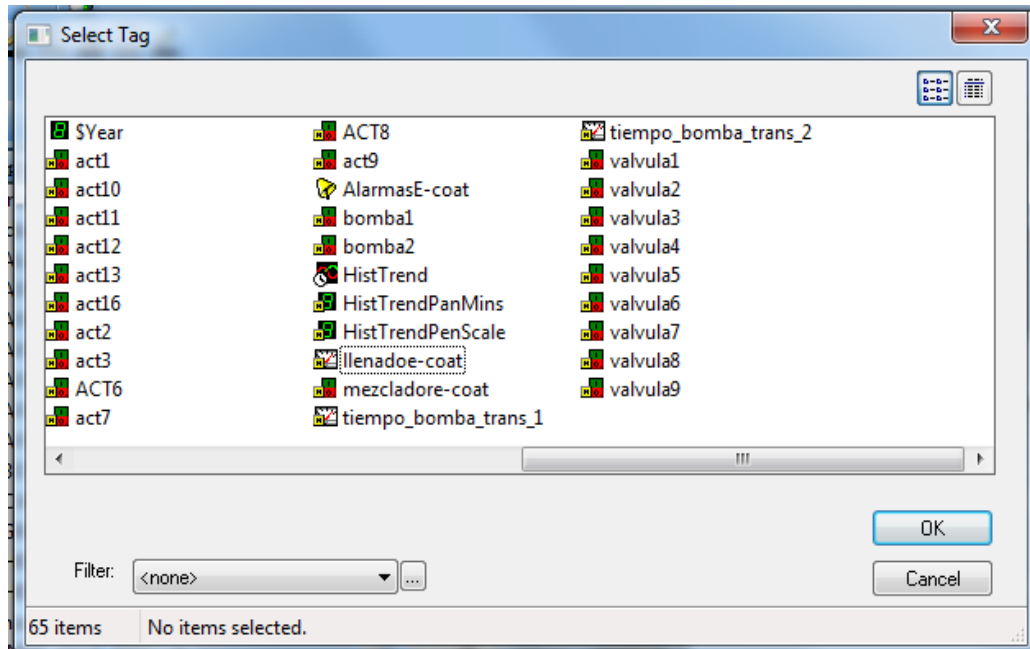 Select Tag
$Year
act1
act10
act11
act12
act13
act16
act2
act3
ACT6
act7
ACT8
act9
AlarmasE-coat
bomba1
bomba2
HistTrend
HistTrendPanMins
HistTrendPenScale
llenadoe-coat
mezcladore-coat
tiempo_bomba_trans_1
tiempo_bomba_trans_2
valvula1
valvula2
valvula3
valvula4
valvula5
valvula6
valvula7
valvula8
valvula9
OK
Filter: <none> ...
Cancel
65 items No items selected.